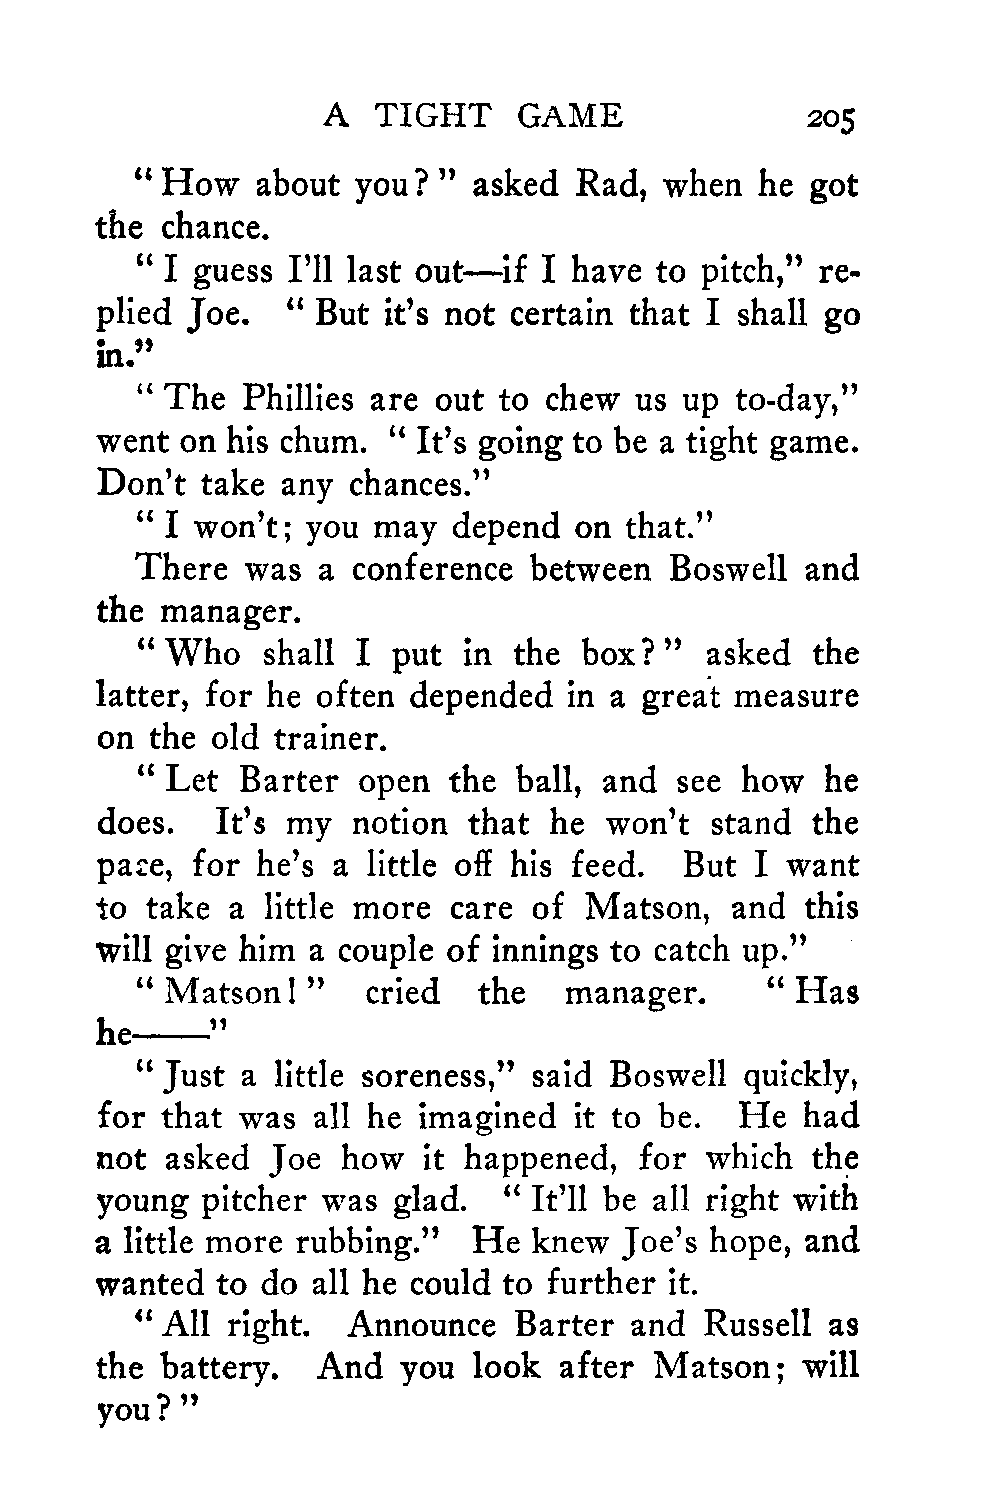 A TIGHT GAME 205
“ How about you? ” asked Rad, when he got
the chance.
“ I guess I’ll last out—if I have to pitch,” re-
plied Joe. “ But it’s not certain that I shall go
in.”
“ The Phillies are out to chew us up to-day,”
went on his chum. “ It’s going to be a tight game.
Don’t take any chances.”
“ I won’t; you may depend on that.”
There was a conference between Boswell and
the manager.
“ Who shall I put in the box? ” asked the
latter, for he often depended in a great measure
on the old trainer.
“ Let Barter open the ball, and see how he
does. It’s my notion that he won’t stand the
pace, for he’s a little off his feed. But I want
to take a little more care of Matson, and this
will give him a couple of innings to catch up.”
“ Matson! ” cried the manager. “ Has
he——”
“ Just a little soreness,” said Boswell quickly,
for that was all he imagined it to be. He had
not asked Joe how it happened, for which the
young pitcher was glad. “ It’ll be all right with
a little more rubbing.” He knew Joe’s hope, and
wanted to do all he could to further it.
“ All right. Announce Barter and Russell as
the battery. And you look after Matson; will
you? ”